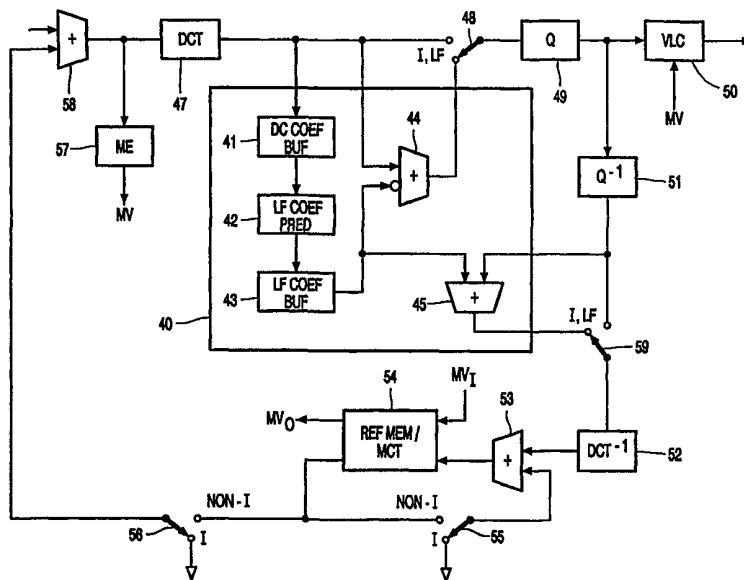 +
58
DCT
47
I, LF
48
Q
49
VLC
50
MV
57
ME
MV
41
DC COEF
BUF
44
+
Q⁻¹
51
42
LF COEF
PRED
43
LF COEF
BUF
40
45
+
I, LF
59
54
MV_I
MV_O
REF MEM /
MCT
53
+
DCT⁻¹
52
NON-I
56
I
NON-I
I
55